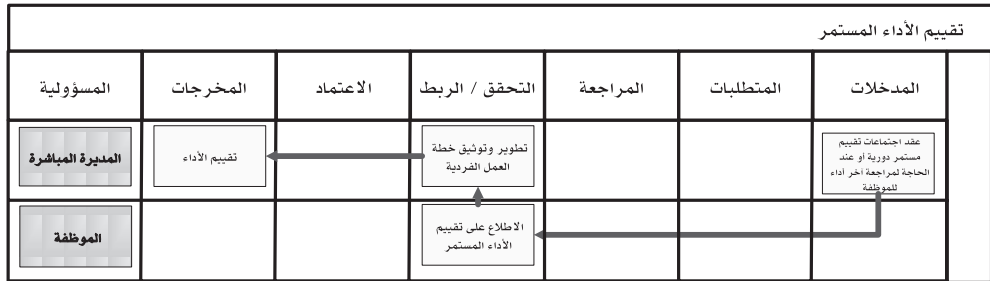 تقييم الأداء المستمر
المدخلات
المتطلبات
المراجعة
التحقق / الربط
الاعتماد
المخرجات
المسؤولية
عقد اجتماعات تقييم
مستمر دورية أو عند
الحاجة لمراجعة آخر أداء
للموظفة
تطوير وتوثيق خطة
العمل الفردية
تقييم الأداء
المديرة المباشرة
الاطلاع على تقييم
الأداء المستمر
الموظفة